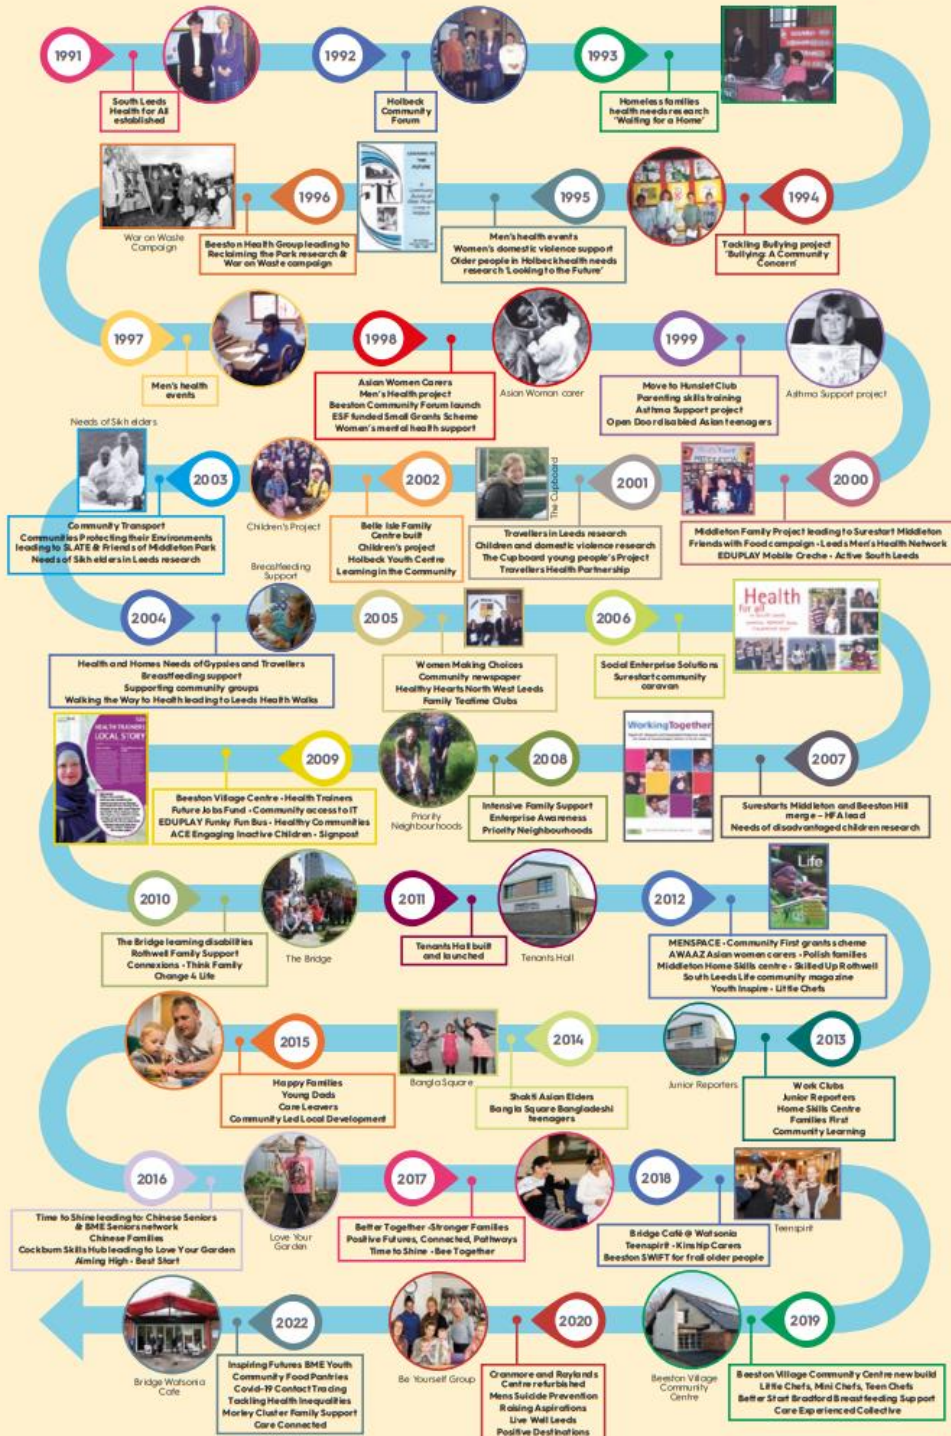 1991
South Leeds
Health for All
established
1992
Holbeck
Community
Forum
1993
Homeless families
health needs research
'Waiting for a Home'
1994
Tackling Bullying project
'Bullying: A Community
Concern'
1995
Men's health events
Women's domestic violence support
Older people in Holbeck health needs
research 'Looking to the Future'
THE
FUTURE
1996
Beeston Health Group leading to
Reclaiming the Park research &
War on Waste campaign
War on Waste
Campaign
1997
Men's health
events
1998
Asian Women Carers
Men's Health project
Beeston Community Forum launch
ESF funded Small Grants Scheme
Women's mental health support
Asian Woman carer
1999
Move to Hunslet Club
Parenting skills training
Asthma Support project
Open Door disabled Asian teenagers
Asthma Support project
2000
Middleton Family Project leading to Surestart Middleton
Friends with Food campaign - Leeds Men's Health Network
EDUPLAY Mobile Creche - Active South Leeds
2001
Travellers in Leeds research
Children and domestic violence research
The Cupboard young people's Project
Travellers Health Partnership
The Cupboard
2002
Belle Isle Family
Centre built
Children's project
Holbeck Youth Centre
Learning in the Community
Children's Project
2003
Community Transport
Communities Protecting their Environments
leading to SLATE & Friends of Middleton Park
Needs of Sikh elders in Leeds research
Needs of Sikh elders
2004
Health and Homes Needs of Gypsies and Travellers
Breastfeeding support
Supporting community groups
Walking the Way to Health leading to Leeds Health Walks
Breastfeeding
Support
2005
Women Making Choices
Community newspaper
Healthy Hearts North West Leeds
Family Teatime Clubs
2006
Social Enterprise Solutions
Surestart community
caravan
Health
for all
2007
Surestarts Middleton and Beeston Hill
merge – HFA lead
Needs of disadvantaged children research
WorkingTogether
2008
Intensive Family Support
Enterprise Awareness
Priority Neighbourhoods
Priority
Neighbourhoods
2009
Beeston Village Centre - Health Trainers
Future Jobs Fund - Community access to IT
EDUPLAY Funky Fun Bus - Healthy Communities
ACE Engaging Inactive Children - Signpost
HEALTH TRAINERS
LOCAL STORY
2010
The Bridge learning disabilities
Rothwell Family Support
Connexions - Think Family
Change 4 Life
The Bridge
2011
Tenants Hall built
and launched
Tenants Hall
2012
MENSPACE - Community First grants scheme
AWAAZ Asian women carers - Polish families
Middleton Home Skills centre - Skilled Up Rothwell
South Leeds Life community magazine
Youth Inspire - Little Chefs
Life
2013
Work Clubs
Junior Reporters
Home Skills Centre
Families First
Community Learning
Junior Reporters
2014
Shakti Asian Elders
Bangla Square Bangladeshi
teenagers
Bangla Square
2015
Happy Families
Young Dads
Care Leavers
Community Led Local Development
2016
Time to Shine leading to: Chinese Seniors
& BME Seniors network
Chinese Families
Cockburn Skills Hub leading to Love Your Garden
Aiming High - Best Start
Love Your
Garden
2017
Better Together - Stronger Families
Positive Futures, Connected, Pathways
Time to Shine - Bee Together
2018
Bridge Café @ Watsonia
Teenspirit - Kinship Carers
Beeston SWIFT for frail older people
Teenspirit
2019
Beeston Village Community Centre new build
Little Chefs, Mini Chefs, Teen Chefs
Better Start Bradford Breastfeeding Support
Care Experienced Collective
Beeston Village
Community
Centre
2020
Cranmore and Raylands
Centre refurbished
Mens Suicide Prevention
Raising Aspirations
Live Well Leeds
Positive Destinations
Be Yourself Group
2022
Inspiring Futures BME Youth
Community Food Pantries
Covid-19 Contact Tracing
Tackling Health Inequalities
Morley Cluster Family Support
Care Connected
Bridge Watsonia
Cafe